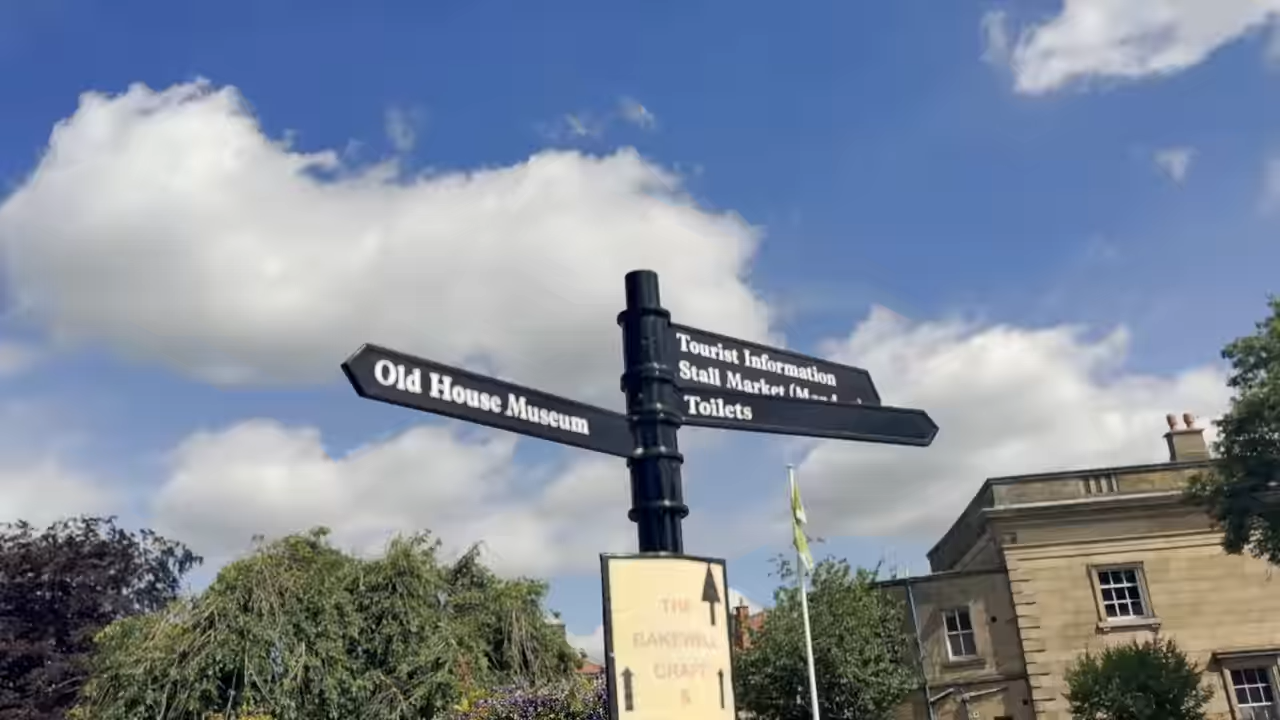 Old House Museum
Tourist Information
Stall Market
Toilets
THE
BAKEWELL
CRAFT
&